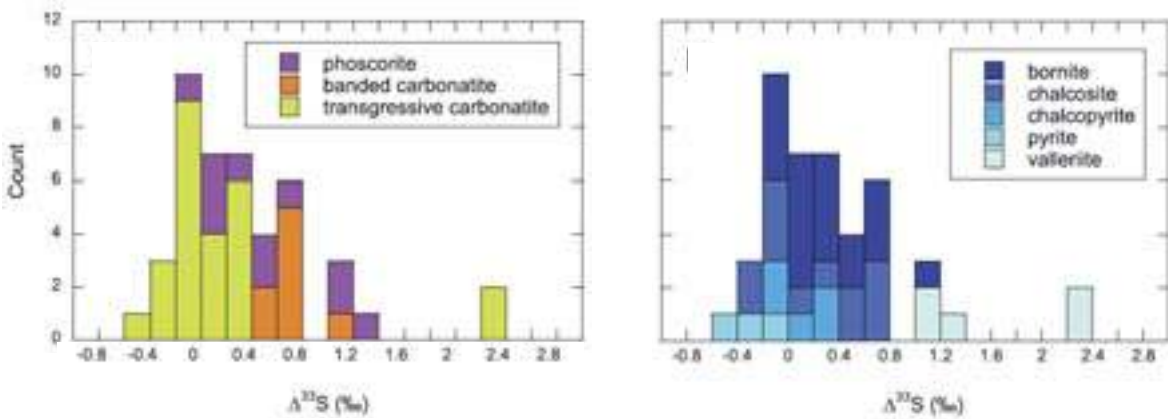 12
10
8
6
4
2
0
Count
phoscorite
banded carbonatite
transgressive carbonatite
-0.8 -0.4 0 0.4 0.8 1.2 1.6 2 2.4 2.8
Δ³³S (‰)
bornite
chalcosite
chalcopyrite
pyrite
valleriite
-0.8 -0.4 0 0.4 0.8 1.2 1.6 2 2.4 2.8
Δ³³S (‰)